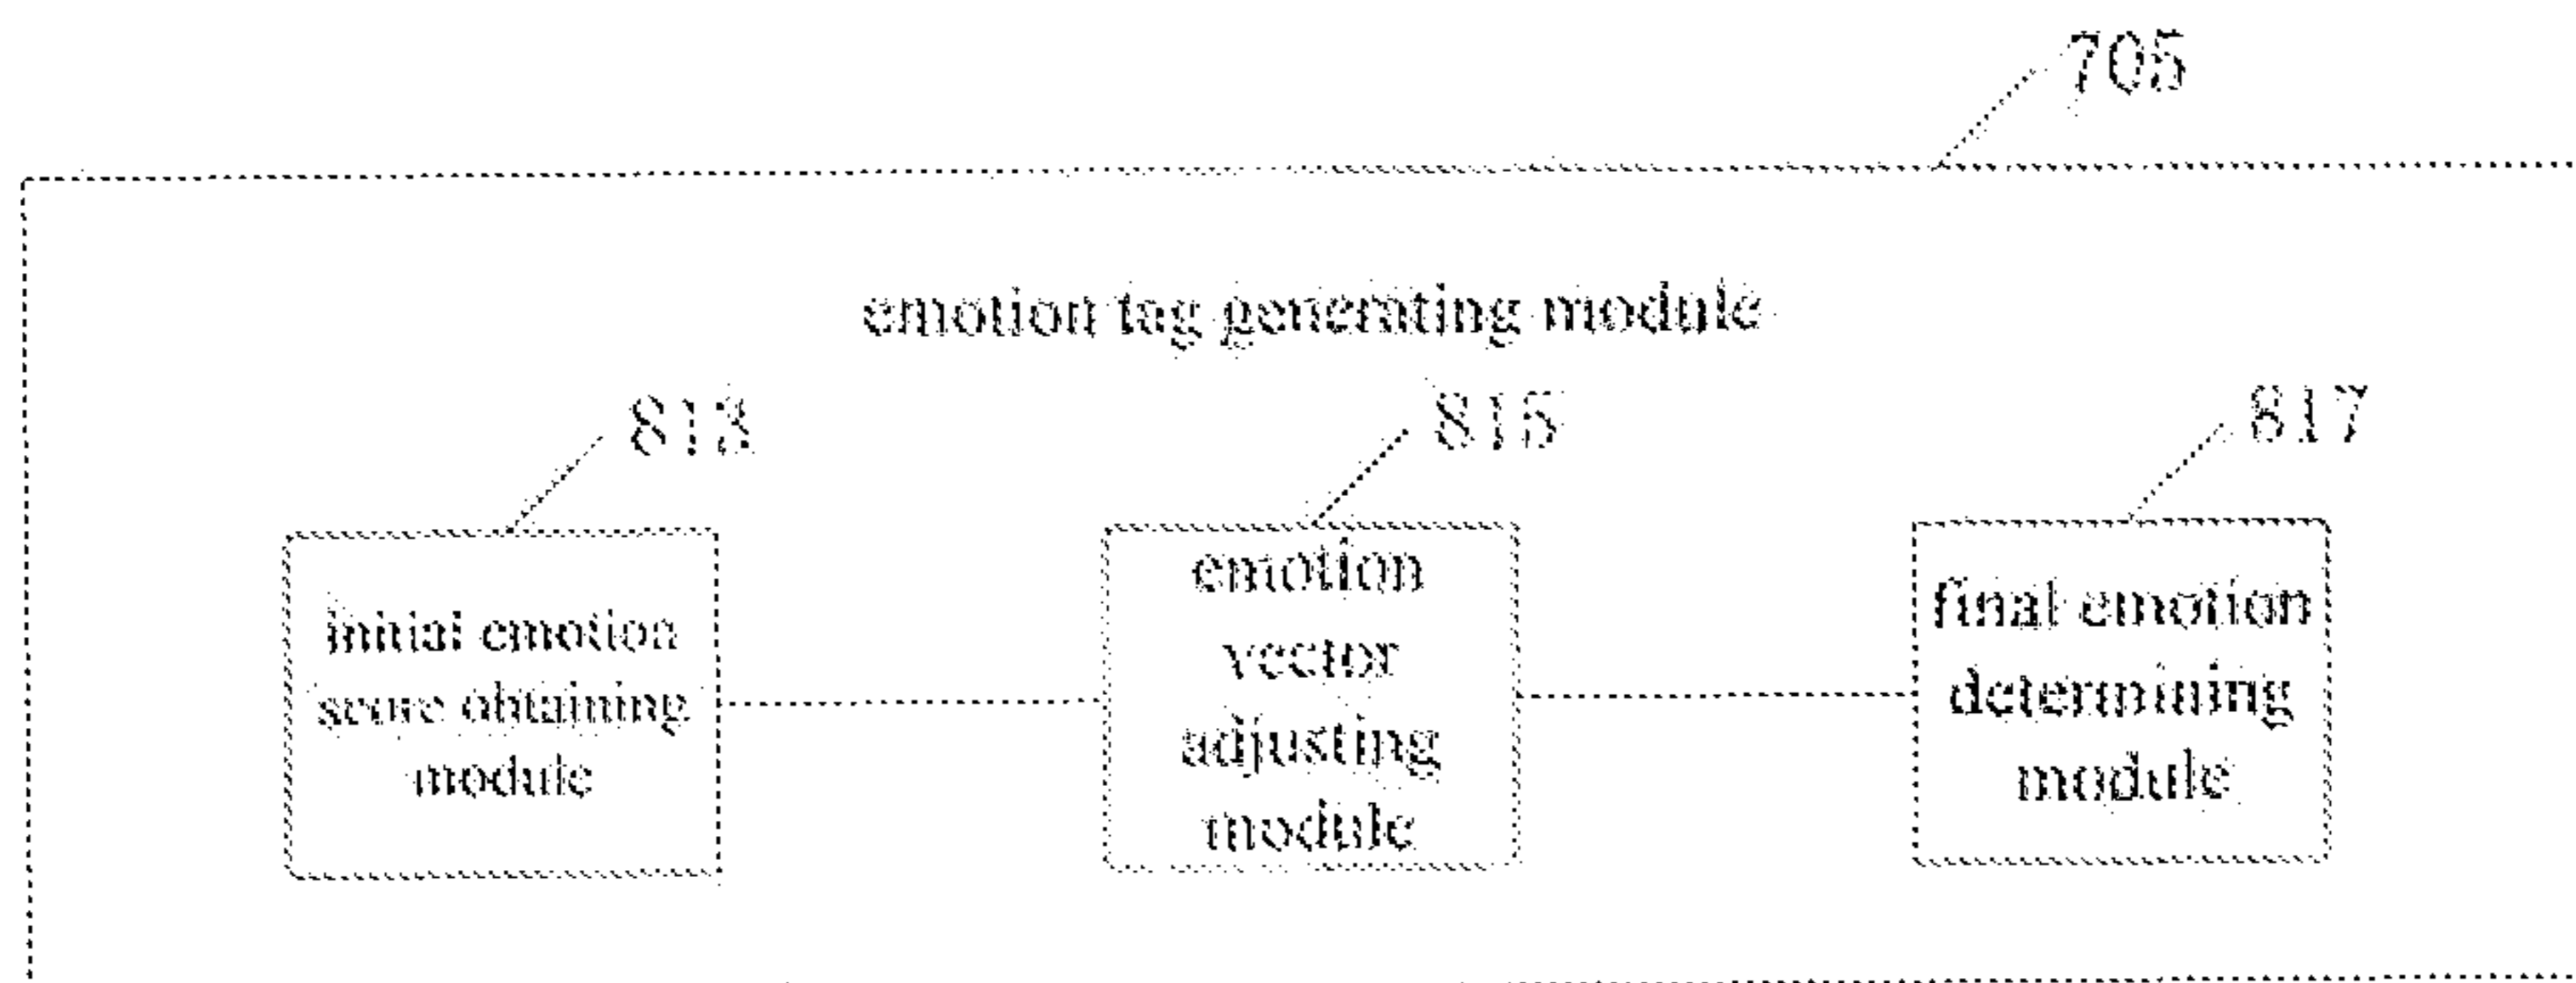 705
emotion tag generating module
813
815
817
initial emotion
score obtaining
module
emotion
vector
adjusting
module
final emotion
determining
module